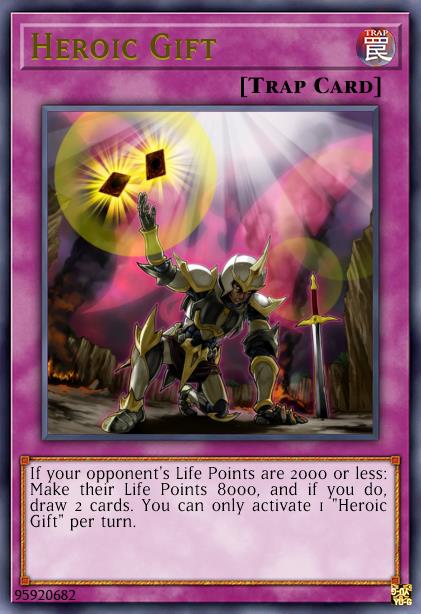 Heroic Gift
TRAP
罠
[Trap Card]
If your opponent's Life Points are 2000 or less:
Make their Life Points 8000, and if you do,
draw 2 cards. You can only activate 1 "Heroic
Gift" per turn.
95920682